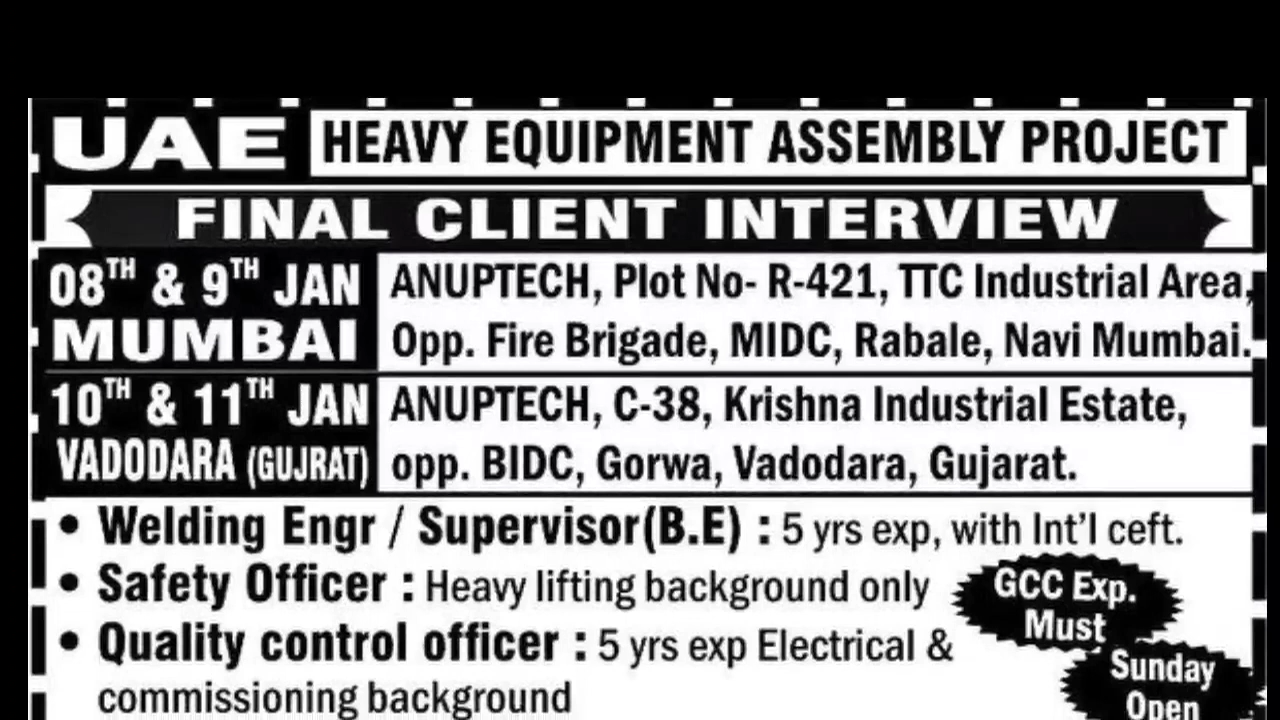 UAE HEAVY EQUIPMENT ASSEMBLY PROJECT
FINAL CLIENT INTERVIEW
08TH & 9TH JAN
MUMBAI
ANUPTECH, Plot No- R-421, TTC Industrial Area,
Opp. Fire Brigade, MIDC, Rabale, Navi Mumbai.
10TH & 11TH JAN
VADODARA (GUJRAT)
ANUPTECH, C-38, Krishna Industrial Estate,
opp. BIDC, Gorwa, Vadodara, Gujarat.
• Welding Engr / Supervisor(B.E) : 5 yrs exp, with Int'l ceft.
• Safety Officer : Heavy lifting background only
• Quality control officer : 5 yrs exp Electrical &
commissioning background
GCC Exp.
Must
Sunday
Open